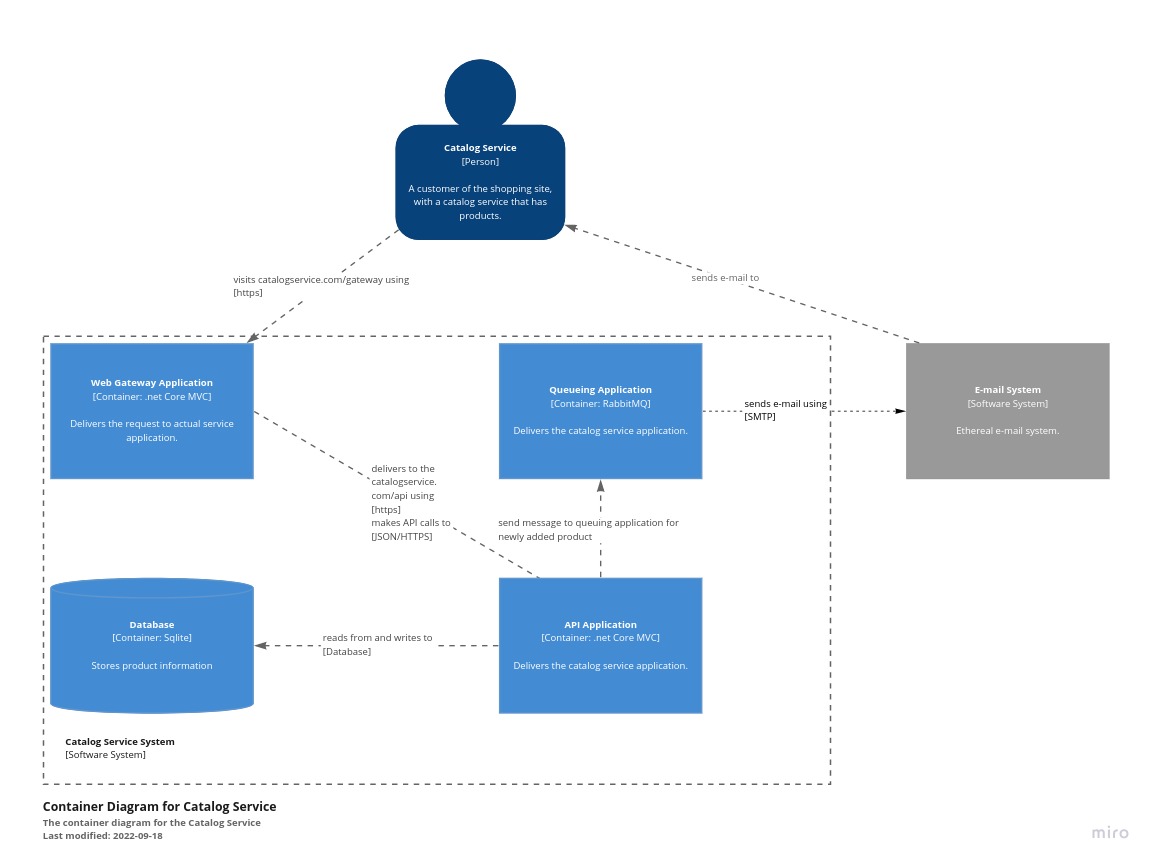 Catalog Service
[Person]
A customer of the shopping site,
with a catalog service that has
products.
visits catalogservice.com/gateway using
[https]
sends e-mail to
Web Gateway Application
[Container: .net Core MVC]
Delivers the request to actual service
application.
Queueing Application
[Container: RabbitMQ]
Delivers the catalog service application.
sends e-mail using
[SMTP]
E-mail System
[Software System]
Ethereal e-mail system.
delivers to the
catalogservice.
com/api using
[https]
makes API calls to
[JSON/HTTPS]
send message to queuing application for
newly added product
Database
[Container: Sqlite]
Stores product information
reads from and writes to
[Database]
API Application
[Container: .net Core MVC]
Delivers the catalog service application.
Catalog Service System
[Software System]
Container Diagram for Catalog Service
The container diagram for the Catalog Service
Last modified: 2022-09-18
miro